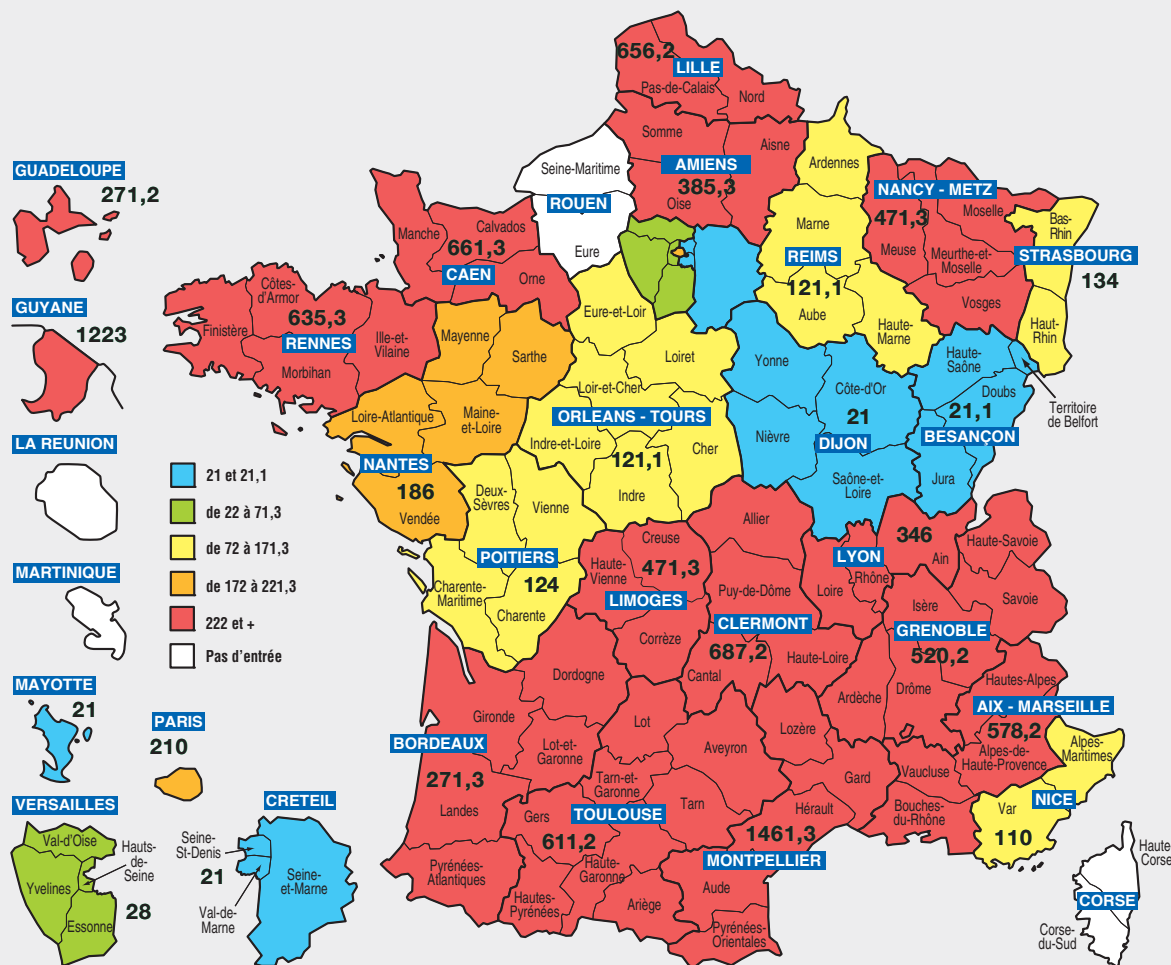 656,2
LILLE
Pas-de-Calais
Nord
Somme
Aisne
AMIENS
385,3
Oise
Seine-Maritime
ROUEN
Eure
Ardennes
Marne
REIMS
121,1
Aube
Haute-
Marne
NANCY - METZ
471,3
Moselle
Meuse
Meurthe-et-
Moselle
Vosges
Bas-
Rhin
STRASBOURG
134
Haut-
Rhin
GUADELOUPE
271,2
GUYANE
1223
LA REUNION
MARTINIQUE
MAYOTTE
21
PARIS
210
VERSAILLES
Val-d'Oise
Hauts-
de-
Seine
Yvelines
Essonne
28
CRETEIL
Seine-
St-Denis
21
Val-de-
Marne
Seine-
et-Marne
21 et 21,1
de 22 à 71,3
de 72 à 171,3
de 172 à 221,3
222 et +
Pas d'entrée
Manche
Calvados
661,3
CAEN
Orne
Côtes-
d'Armor
Finistère
635,3
RENNES
Ille-et-
Vilaine
Morbihan
Mayenne
Sarthe
Loire-Atlantique
Maine-
et-Loire
NANTES
186
Vendée
Eure-et-Loir
Loiret
Loir-et-Cher
ORLEANS - TOURS
Indre-et-Loire
121,1
Cher
Indre
Yonne
Côte-d'Or
21
Nièvre
DIJON
Saône-et-
Loire
Haute-
Saône
Doubs
21,1
BESANÇON
Jura
Territoire
de Belfort
Deux-
Sèvres
Vienne
POITIERS
124
Charente-
Maritime
Charente
Creuse
Haute-
Vienne
471,3
LIMOGES
Corrèze
Allier
Puy-de-Dôme
CLERMONT
687,2
Cantal
Haute-Loire
346
LYON
Ain
Rhône
Loire
Haute-Savoie
Savoie
Isère
GRENOBLE
520,2
Ardèche
Drôme
Hautes-Alpes
AIX - MARSEILLE
578,2
Alpes-de-
Haute-Provence
Vaucluse
Bouches-
du-Rhône
Alpes-
Maritimes
Var
NICE
110
Dordogne
Gironde
BORDEAUX
271,3
Lot-et-
Garonne
Landes
Pyrénées-
Atlantiques
Lot
Aveyron
Tarn-et-
Garonne
Gers
TOULOUSE
Tarn
611,2
Haute-
Garonne
Hautes-
Pyrénées
Ariège
Lozère
Gard
Hérault
1461,3
MONTPELLIER
Aude
Pyrénées-
Orientales
Haute
Corse
CORSE
Corse-
du-Sud